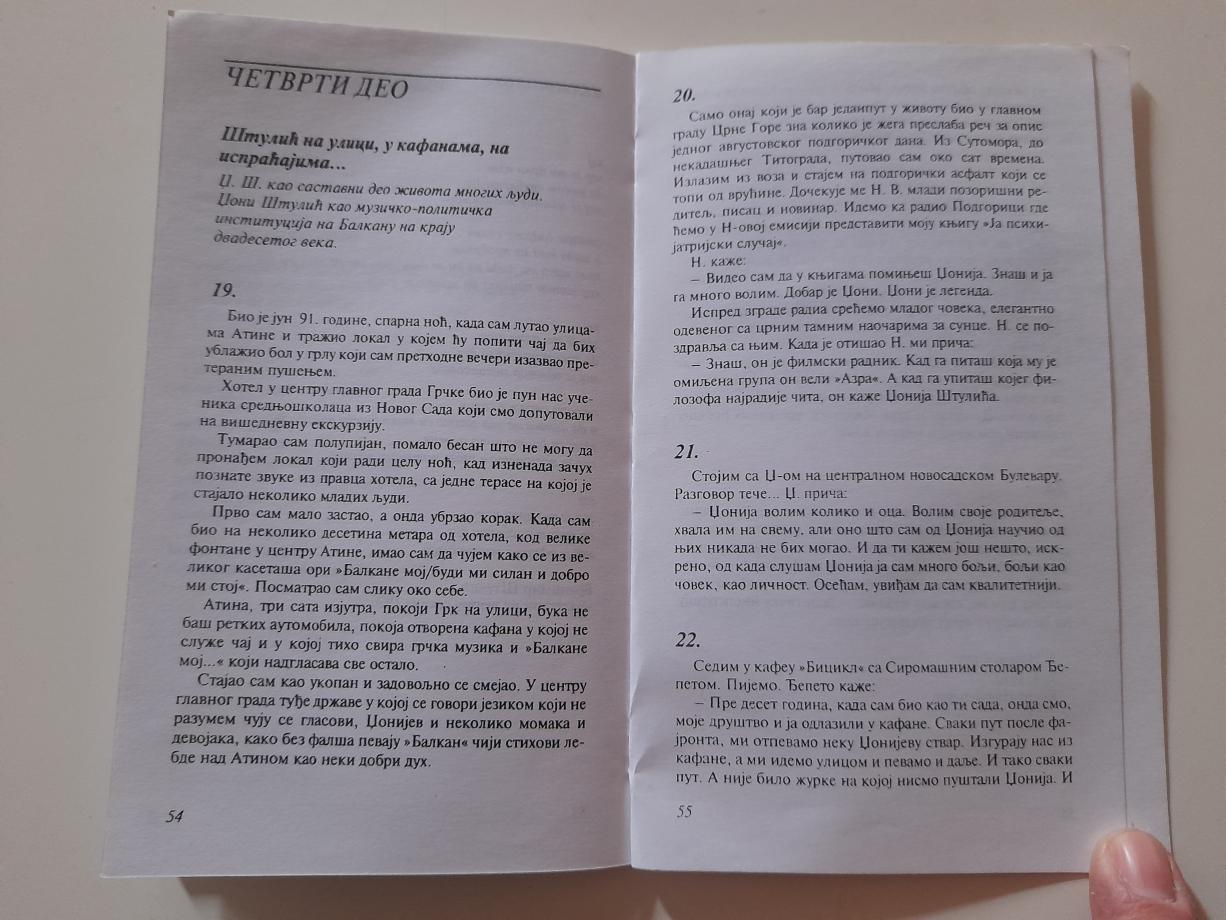 ЧЕТВРТИ ДЕО
Штулић на улици, у кафанама, на
испраћајима...
Џ. Ш. као саставни део живота многих људи.
Џони Штулић као музичко-политичка
институција на Балкану на крају
двадесетог века.
19.
Био је јун 91. године, спарна ноћ, када сам лутао улица-
ма Атине и тражио локал у којем ћу попити чај да бих
ублажио бол у грлу који сам претходне вечери изазвао пре-
тераним пушењем.
Хотел у центру главног града Грчке био је пун нас уче-
ника средњошколаца из Новог Сада који смо допутовали
на вишедневну екскурзију.
Тумарао сам полупијан, помало бесан што не могу да
пронађем локал који ради целу ноћ, кад изненада зачух
познате звуке из правца хотела, са једне терасе на којој је
стајало неколико младих људи.
Прво сам мало застао, а онда убрзао корак. Када сам
био на неколико десетина метара од хотела, код велике
фонтане у центру Атине, имао сам да чујем како се из ве-
ликог касеташа ори »Балкане мој/буди ми силан и добро
ми стој«. Посматрао сам слику око себе.
Атина, три сата изјутра, покоји Грк на улици, бука не
баш ретких аутомобила, покоја отворена кафана у којој не
служе чај и у којој тихо свира грчка музика и »Балкане
мој...« који надгласава све остало.
Стајао сам као укопан и задовољно се смејао. У центру
главног града туђе државе у којој се говори језиком који не
разумем чују се гласови, Џонијев и неколико момака и
девојака, како без фалша певају »Балкан« чији стихови ле-
бде над Атином као неки добри дух.
54
20.
Само онај који је бар једанпут у животу био у главном
граду Црне Горе зна колико је жега преслаба реч за опис
једног августовског подгоричког дана. Из Сутомора, до
некадашњег Титограда, путовао сам око сат времена.
Излазим из воза и стајем на подгорички асфалт који се
топи од врућине. Дочекује ме Н. В. млади позоришни ре-
дитељ, писац и новинар. Идемо ка радио Подгорици где
ћемо у Н-овој емисији представити моју књигу »Ја психи-
јатријски случај«.
Н. каже:
– Видео сам да у књигама помињеш Џонија. Знаш и ја
га много волим. Добар је Џони. Џони је легенда.
Испред зграде радиа срећемо младог човека, елегантно
одевеног са црним тамним наочарима за сунце. Н. се по-
здравља са њим. Када је отишао Н. ми прича:
– Знаш, он је филмски радник. Кад га питаш која му је
омиљена група он вели »Азра«. А кад га упиташ којег фи-
лозофа најрадије чита, он каже Џонија Штулића.
21.
Стојим са Џ-ом на централном новосадском Булевару.
Разговор тече... Џ. прича:
– Џонија волим колико и оца. Волим своје родитеље,
хвала им на свему, али оно што сам од Џонија научио од
њих никада не бих могао. И да ти кажем још нешто, иск-
рено, од када слушам Џонија ја сам много бољи, бољи као
човек, као личност. Осећам, увиђам да сам квалитетнији.
22.
Седим у кафеу »Бицикл« са Сиромашним столаром Ђе-
петом. Пијемо. Ђепето каже:
– Пре десет година, када сам био као ти сада, онда смо,
моје друштво и ја одлазили у кафане. Сваки пут после фа-
јронта, ми отпевамо неку Џонијеву ствар. Изгурају нас из
кафане, а ми идемо улицом и певамо и даље. И тако сваки
пут. А није било журке на којој нисмо пуштали Џонија. И
55